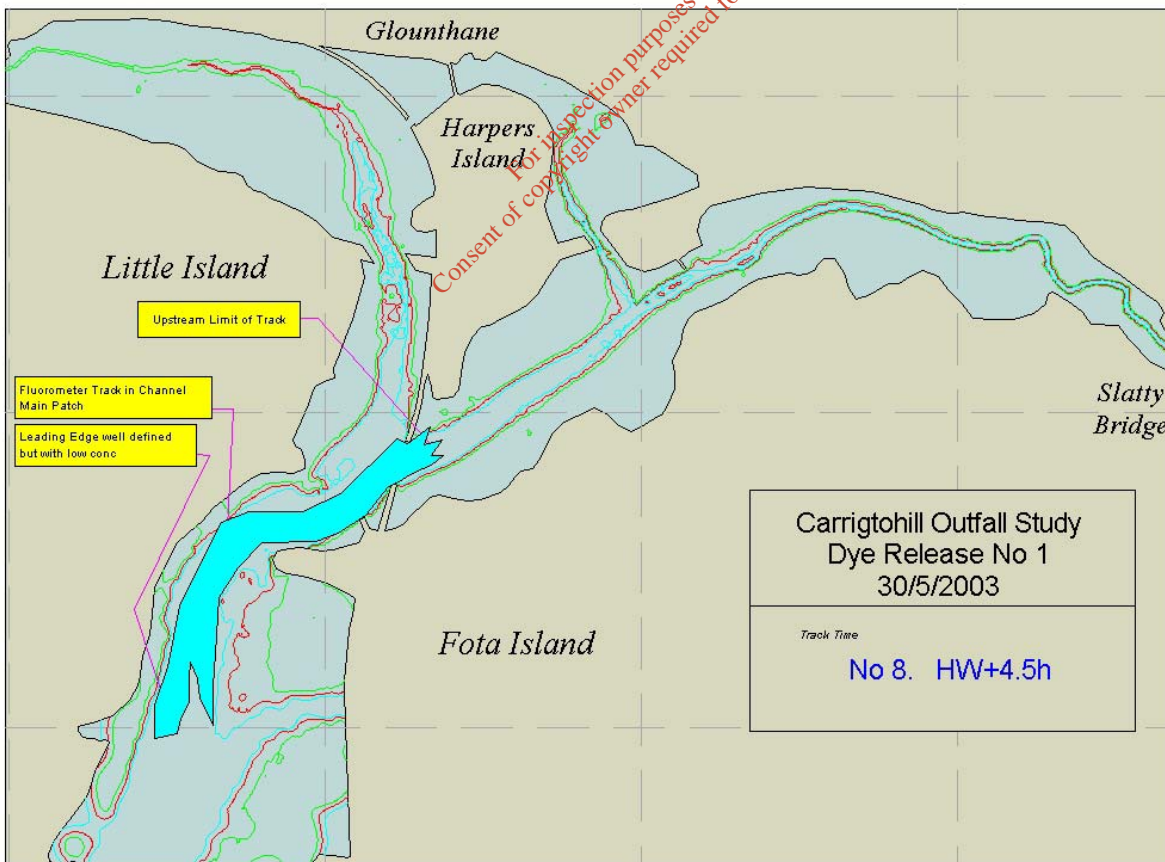 Glounthane
For inspection purposes
Consent of copyright owner required fo
Harpers
Island
Little Island
Upstream Limit of Track
Fluorometer Track in Channel
Main Patch
Leading Edge well defined
but with low conc
Slatty
Bridge
Carrigtohill Outfall Study
Dye Release No 1
30/5/2003
Fota Island
Track Time
No 8. HW+4.5h